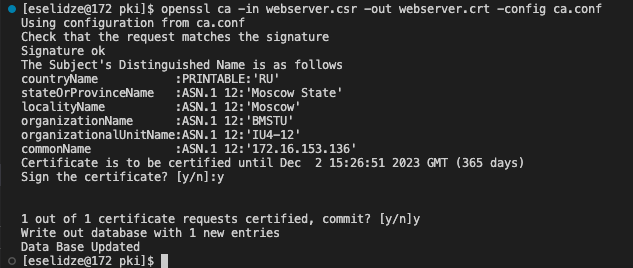 [eselidze@172 pki]$ openssl ca -in webserver.csr -out webserver.crt -config ca.conf
Using configuration from ca.conf
Check that the request matches the signature
Signature ok
The Subject's Distinguished Name is as follows
countryName           :PRINTABLE:'RU'
stateOrProvinceName   :ASN.1 12:'Moscow State'
localityName          :ASN.1 12:'Moscow'
organizationName      :ASN.1 12:'BMSTU'
organizationalUnitName:ASN.1 12:'IU4-12'
commonName            :ASN.1 12:'172.16.153.136'
Certificate is to be certified until Dec  2 15:26:51 2023 GMT (365 days)
Sign the certificate? [y/n]:y
1 out of 1 certificate requests certified, commit? [y/n]y
Write out database with 1 new entries
Data Base Updated
[eselidze@172 pki]$